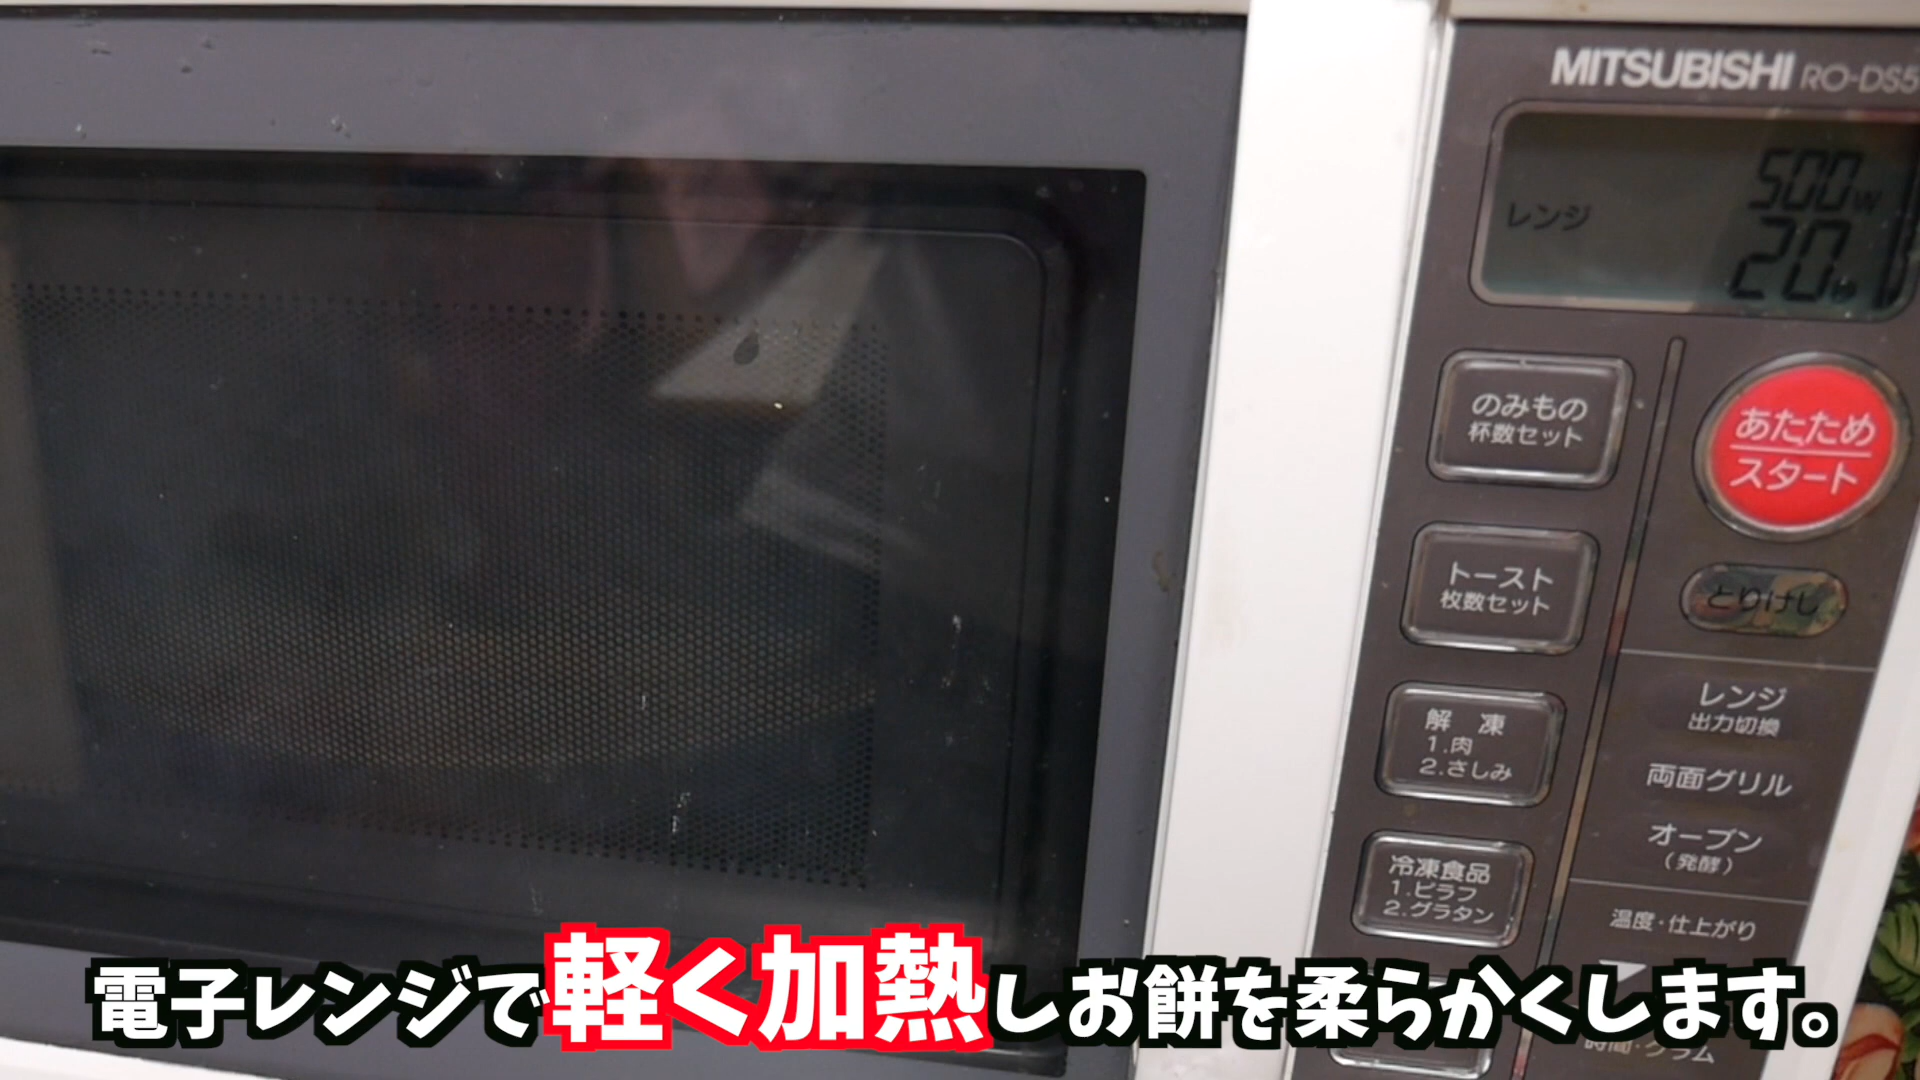 MITSUBISHI RO-DS5
レンジ
500W
20
のみもの
杯数セット
あたため
スタート
トースト
枚数セット
とりけし
解 凍
1.肉
2.さしみ
レンジ
出力切換
両面グリル
オーブン
(発酵)
冷凍食品
1.ピラフ
2.グラタン
温度・仕上がり
電子レンジで軽く加熱しお餅を柔らかくします。
時間・グラム